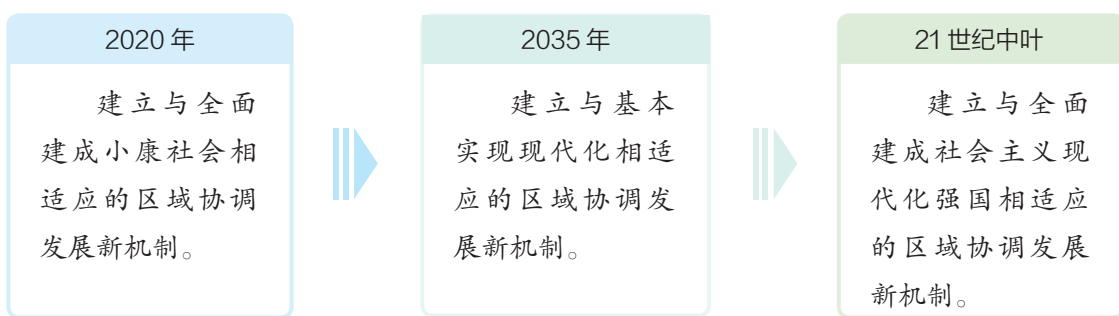 2020 年
建立与全面
建成小康社会相
适应的区域协调
发展新机制。
2035 年
建立与基本
实现现代化相适
应的区域协调发
展新机制。
21 世纪中叶
建立与全面
建成社会主义现
代化强国相适应
的区域协调发展
新机制。